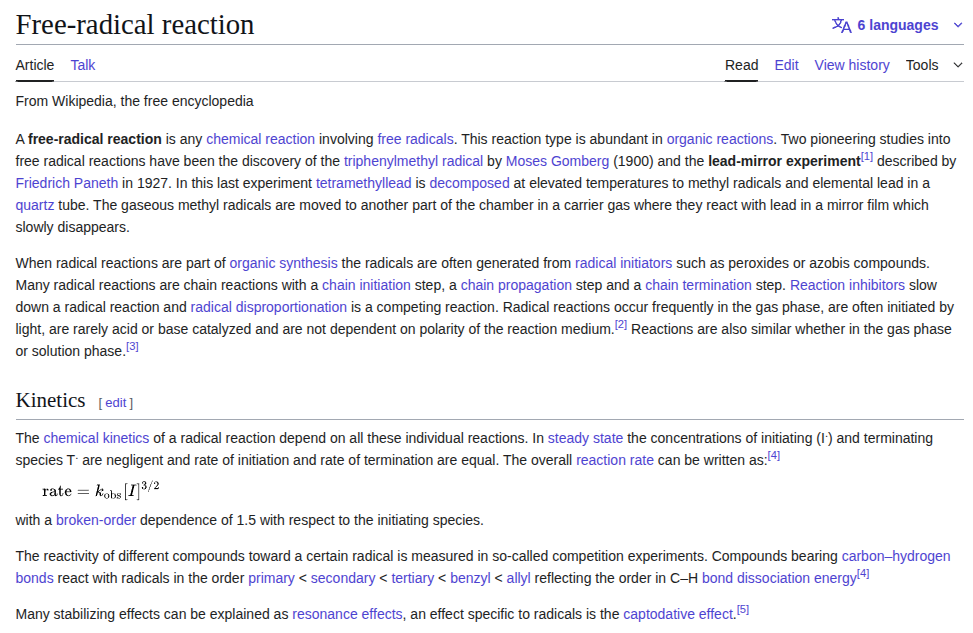 Free-radical reaction
6 languages
Article Talk Read Edit View history Tools
From Wikipedia, the free encyclopedia
A free-radical reaction is any chemical reaction involving free radicals. This reaction type is abundant in organic reactions. Two pioneering studies into
free radical reactions have been the discovery of the triphenylmethyl radical by Moses Gomberg (1900) and the lead-mirror experiment[1] described by
Friedrich Paneth in 1927. In this last experiment tetramethyllead is decomposed at elevated temperatures to methyl radicals and elemental lead in a
quartz tube. The gaseous methyl radicals are moved to another part of the chamber in a carrier gas where they react with lead in a mirror film which
slowly disappears.
When radical reactions are part of organic synthesis the radicals are often generated from radical initiators such as peroxides or azobis compounds.
Many radical reactions are chain reactions with a chain initiation step, a chain propagation step and a chain termination step. Reaction inhibitors slow
down a radical reaction and radical disproportionation is a competing reaction. Radical reactions occur frequently in the gas phase, are often initiated by
light, are rarely acid or base catalyzed and are not dependent on polarity of the reaction medium.[2] Reactions are also similar whether in the gas phase
or solution phase.[3]
Kinetics [ edit ]
The chemical kinetics of a radical reaction depend on all these individual reactions. In steady state the concentrations of initiating (I·) and terminating
species T· are negligent and rate of initiation and rate of termination are equal. The overall reaction rate can be written as:[4]
rate = k_obs[I]^3/2
with a broken-order dependence of 1.5 with respect to the initiating species.
The reactivity of different compounds toward a certain radical is measured in so-called competition experiments. Compounds bearing carbon–hydrogen
bonds react with radicals in the order primary < secondary < tertiary < benzyl < allyl reflecting the order in C–H bond dissociation energy[4]
Many stabilizing effects can be explained as resonance effects, an effect specific to radicals is the captodative effect.[5]